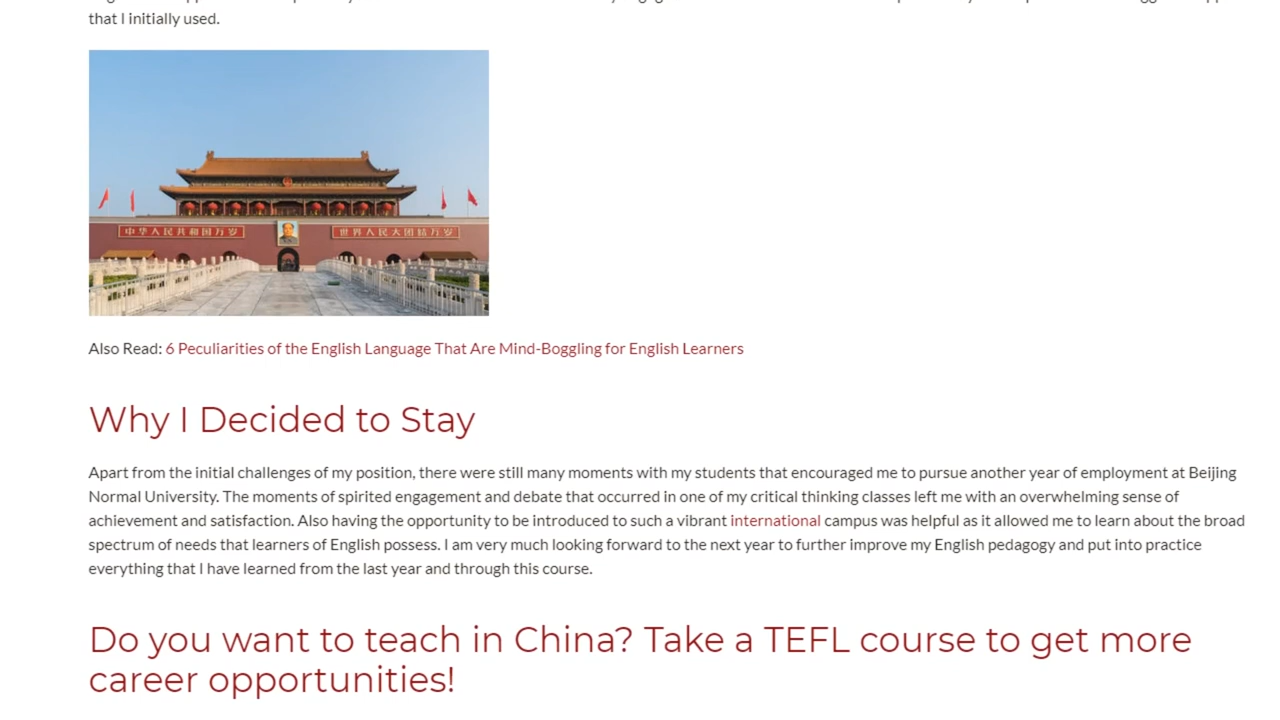 that I initially used.
中华人民共和国万岁
世界人民大团结万岁
Also Read: 6 Peculiarities of the English Language That Are Mind-Boggling for English Learners
Why I Decided to Stay
Apart from the initial challenges of my position, there were still many moments with my students that encouraged me to pursue another year of employment at Beijing
Normal University. The moments of spirited engagement and debate that occurred in one of my critical thinking classes left me with an overwhelming sense of
achievement and satisfaction. Also having the opportunity to be introduced to such a vibrant international campus was helpful as it allowed me to learn about the broad
spectrum of needs that learners of English possess. I am very much looking forward to the next year to further improve my English pedagogy and put into practice
everything that I have learned from the last year and through this course.
Do you want to teach in China? Take a TEFL course to get more
career opportunities!